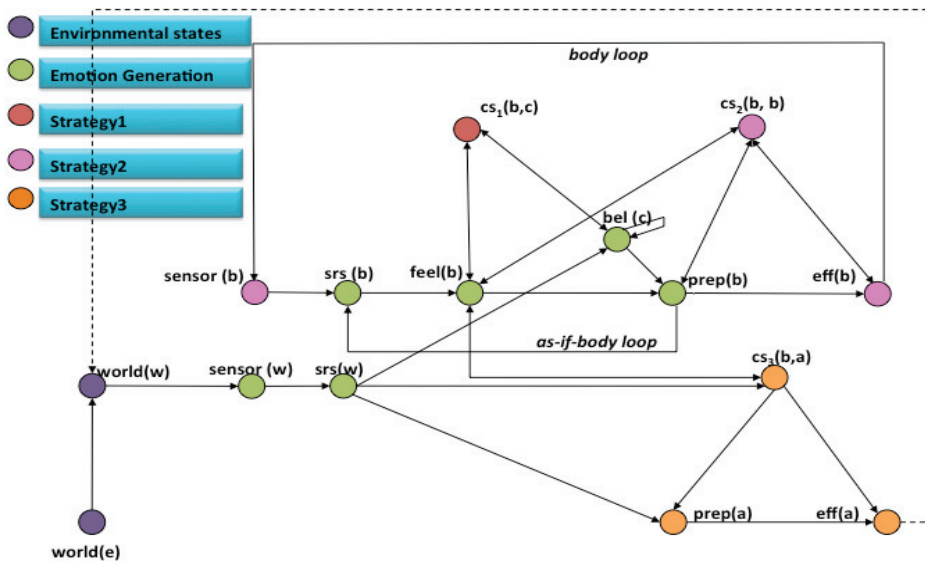 Environmental states
Emotion Generation
Strategy1
Strategy2
Strategy3
body loop
cs₁(b,c)
cs₂(b, b)
bel (c)
sensor (b)
srs (b)
feel(b)
prep(b)
eff(b)
as-if-body loop
world(w)
sensor (w)
srs(w)
cs₃(b,a)
prep(a)
eff(a)
world(e)